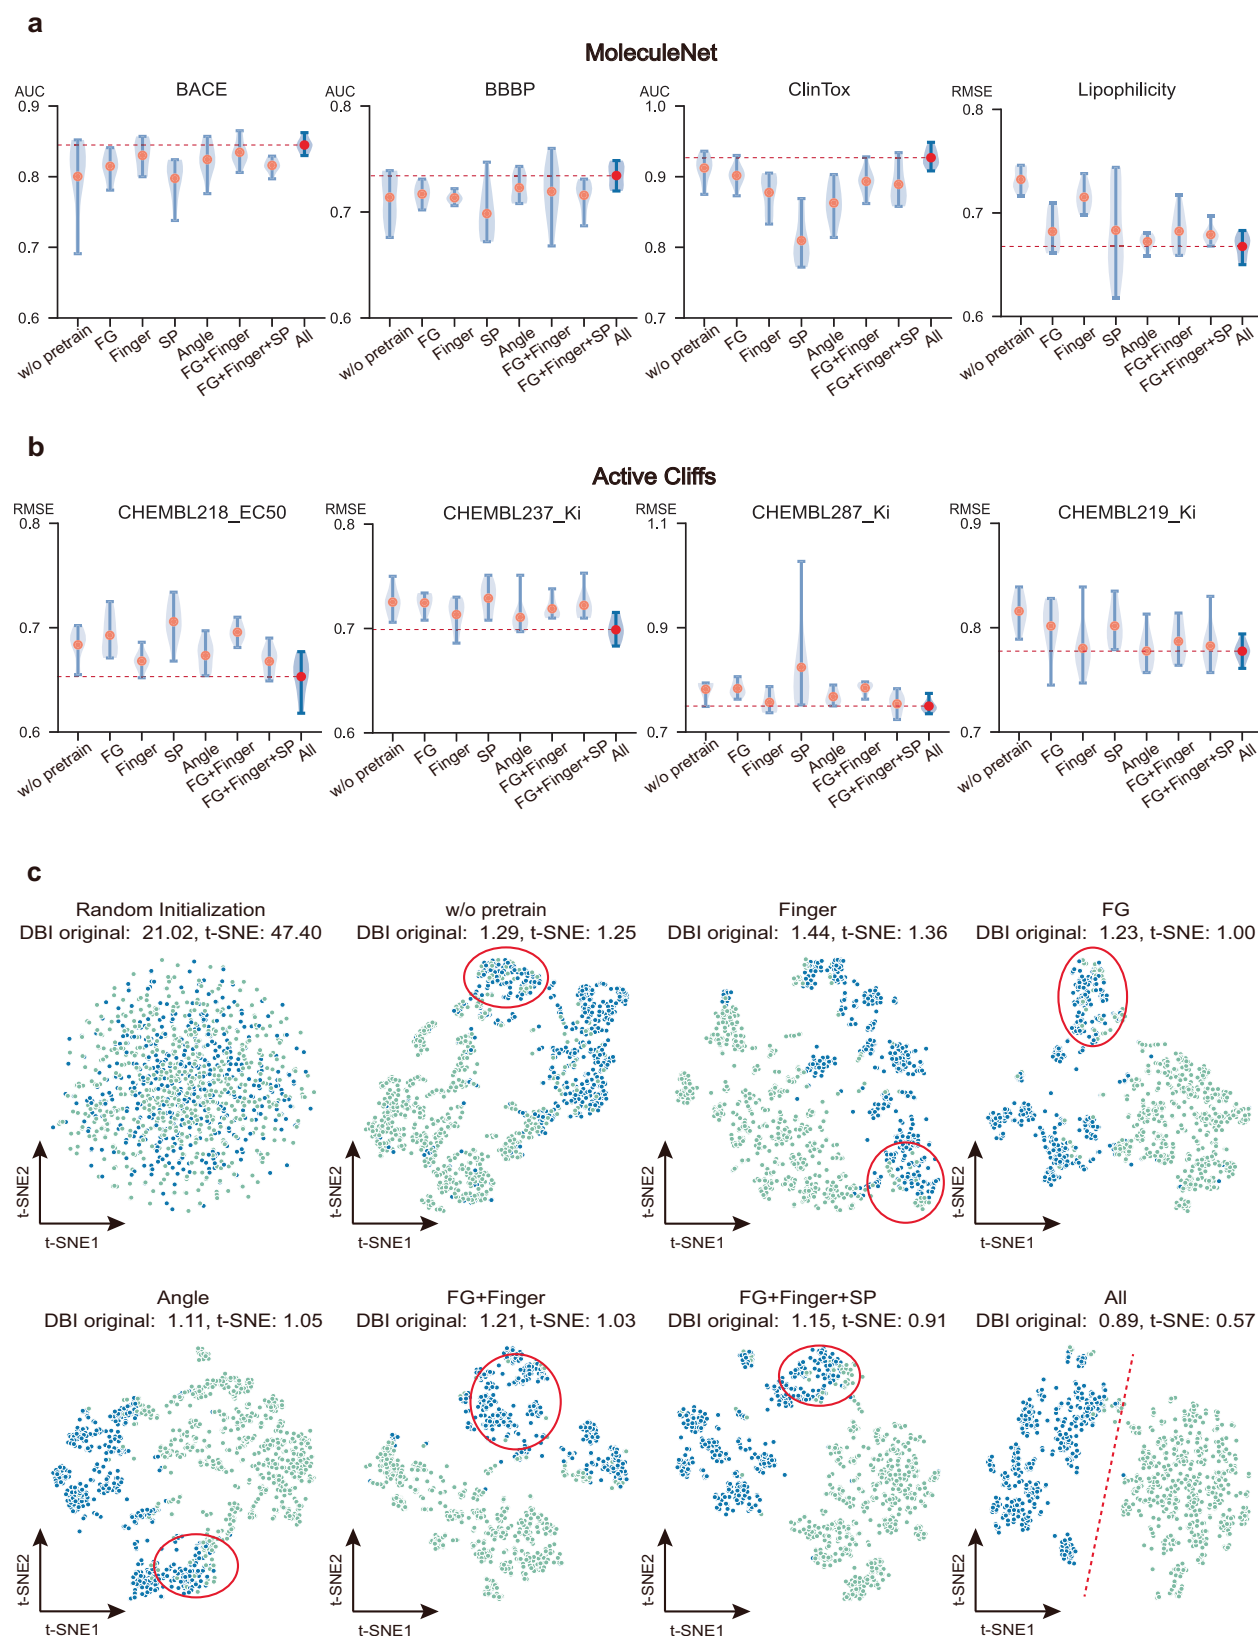 a
MoleculeNet
AUC
BACE
0.9
0.8
0.7
0.6
w/o pretrain
FG
Finger
SP
Angle
FG+Finger
FG+Finger+SP
All
AUC
BBBP
0.8
0.7
0.6
w/o pretrain
FG
Finger
SP
Angle
FG+Finger
FG+Finger+SP
All
AUC
ClinTox
1.0
0.9
0.8
0.7
w/o pretrain
FG
Finger
SP
Angle
FG+Finger
FG+Finger+SP
All
RMSE
Lipophilicity
0.8
0.7
0.6
w/o pretrain
FG
Finger
SP
Angle
FG+Finger
FG+Finger+SP
All
b
Active Cliffs
RMSE
CHEMBL218_EC50
0.8
0.7
0.6
w/o pretrain
FG
Finger
SP
Angle
FG+Finger
FG+Finger+SP
All
RMSE
CHEMBL237_Ki
0.8
0.7
0.6
w/o pretrain
FG
Finger
SP
Angle
FG+Finger
FG+Finger+SP
All
RMSE
CHEMBL287_Ki
1.1
0.9
0.7
w/o pretrain
FG
Finger
SP
Angle
FG+Finger
FG+Finger+SP
All
RMSE
CHEMBL219_Ki
0.9
0.8
0.7
w/o pretrain
FG
Finger
SP
Angle
FG+Finger
FG+Finger+SP
All
c
Random Initialization
DBI original: 21.02, t-SNE: 47.40
t-SNE2
t-SNE1
w/o pretrain
DBI original: 1.29, t-SNE: 1.25
t-SNE2
t-SNE1
Finger
DBI original: 1.44, t-SNE: 1.36
t-SNE2
t-SNE1
FG
DBI original: 1.23, t-SNE: 1.00
t-SNE2
t-SNE1
Angle
DBI original: 1.11, t-SNE: 1.05
t-SNE2
t-SNE1
FG+Finger
DBI original: 1.21, t-SNE: 1.03
t-SNE2
t-SNE1
FG+Finger+SP
DBI original: 1.15, t-SNE: 0.91
t-SNE2
t-SNE1
All
DBI original: 0.89, t-SNE: 0.57
t-SNE2
t-SNE1